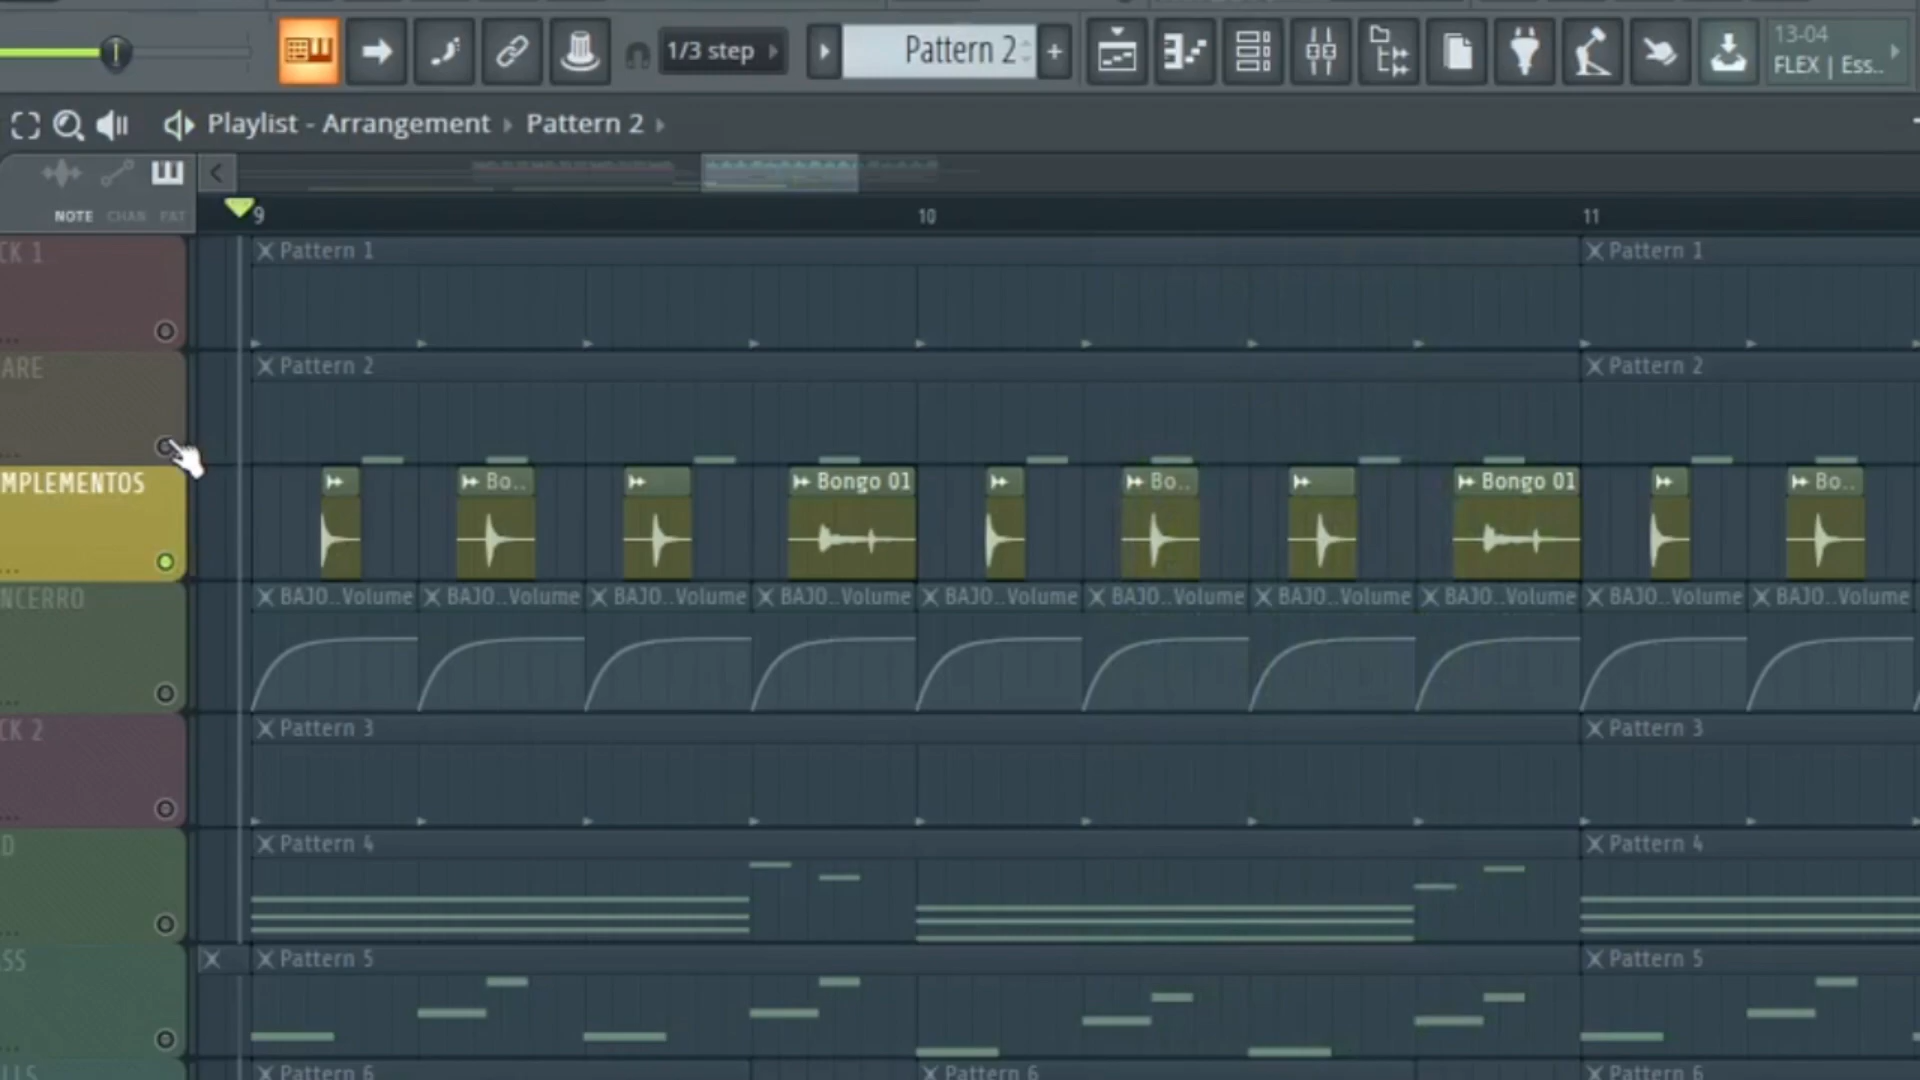 1/3 step
Pattern 2
+
13-04
FLEX | Ess..
Playlist - Arrangement › Pattern 2 ›
NOTE CHAN PAT
9 10 11
CK 1
Pattern 1 Pattern 1
ARE
Pattern 2 Pattern 2
MPLEMENTOS
Bo.. Bongo 01 Bo.. Bongo 01 Bo..
NCERRO
BAJO..Volume BAJO..Volume BAJO..Volume BAJO..Volume BAJO..Volume BAJO..Volume BAJO..Volume BAJO..Volume BAJO..Volume BAJO..Volume
CK 2
Pattern 3 Pattern 3
D
Pattern 4 Pattern 4
SS
Pattern 5 Pattern 5
LLS
Pattern 6 Pattern 6 Pattern 6